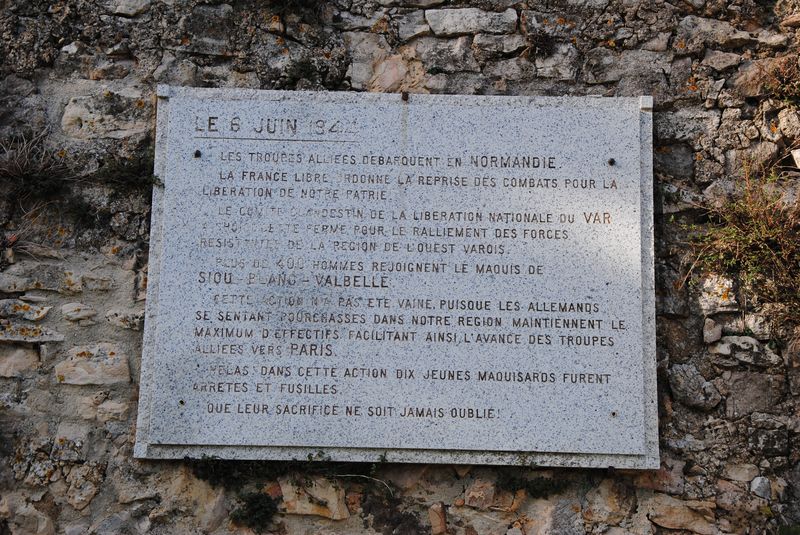 LE 6 JUIN 1944
LES TROUPES ALLIEES DEBARQUENT EN NORMANDIE.
LA FRANCE LIBRE ORDONNE LA REPRISE DES COMBATS POUR LA
LIBERATION DE NOTRE PATRIE.
LE COMITE CLANDESTIN DE LA LIBERATION NATIONALE DU VAR
CETTE FERME POUR LE RALLIEMENT DES FORCES
RESISTANTES DE LA REGION DE L'OUEST VAROIS.
PLUS DE 400 HOMMES REJOIGNENT LE MAQUIS DE
SIOU-BLANC-VALBELLE.
CETTE ACTION N'A PAS ETE VAINE, PUISQUE LES ALLEMANDS
SE SENTANT POURCHASSES DANS NOTRE REGION MAINTIENNENT LE
MAXIMUM D'EFFECTIFS FACILITANT AINSI, L'AVANCE DES TROUPES
ALLIEES VERS PARIS.
HELAS! DANS CETTE ACTION DIX JEUNES MAQUISARDS FURENT
ARRETES ET FUSILLES.
QUE LEUR SACRIFICE NE SOIT JAMAIS OUBLIE!